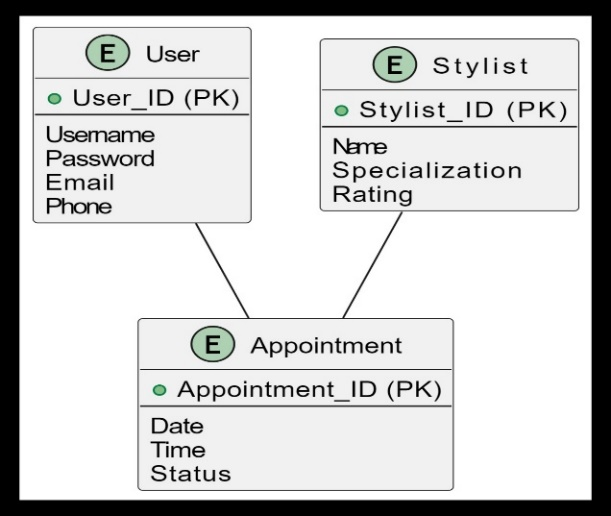 E User
User_ID (PK)
Username
Password
Email
Phone
E Stylist
Stylist_ID (PK)
Name
Specialization
Rating
E Appointment
Appointment_ID (PK)
Date
Time
Status